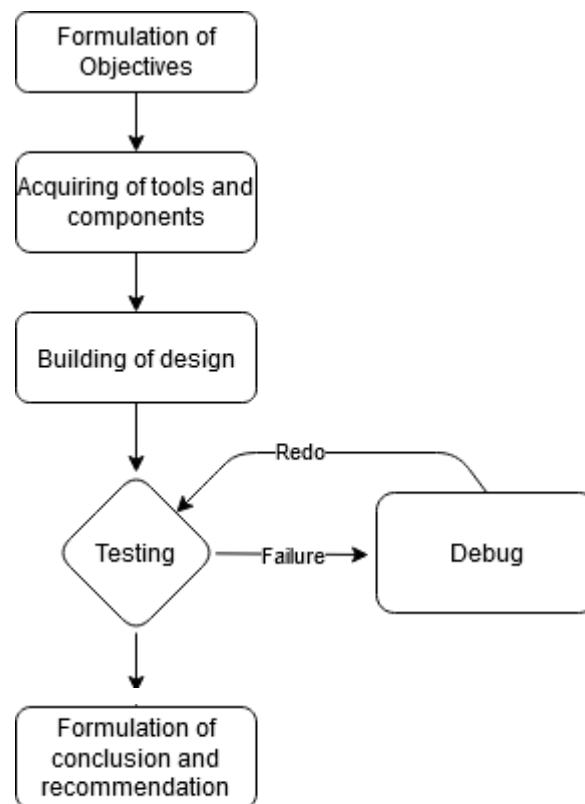 Formulation of
Objectives
Acquiring of tools and
components
Building of design
Redo
Testing
Failure
Debug
Formulation of
conclusion and
recommendation